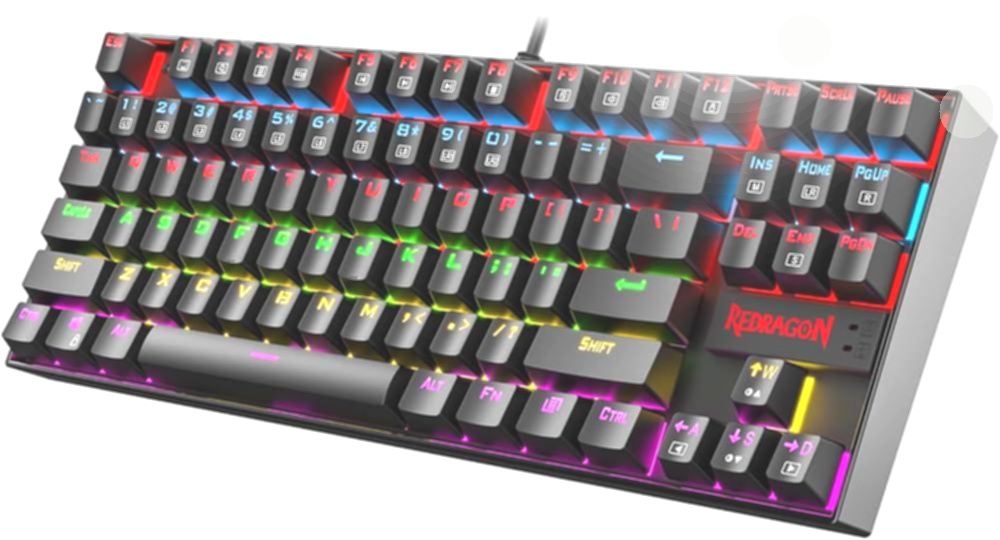 ESC F1 F2 F3 F4 F5 F6 F7 F8 F9 F10 F11 F12 PRTSC SCRLK PAUSE
`~ 1! 2@ 3# 4$ 5% 6^ 7& 8* 9( 0) -- =+ ← INS HOME PGUP
TAB Q W E R T Y U I O P [{ ]} \| DEL END PGDN
A S D F G H J K L ;: '"
SHIFT Z X C V B N M ,< .> /? SHIFT
REDRAGON
↑W
CTRL ALT ALT FN CTRL ←A ↓S →D